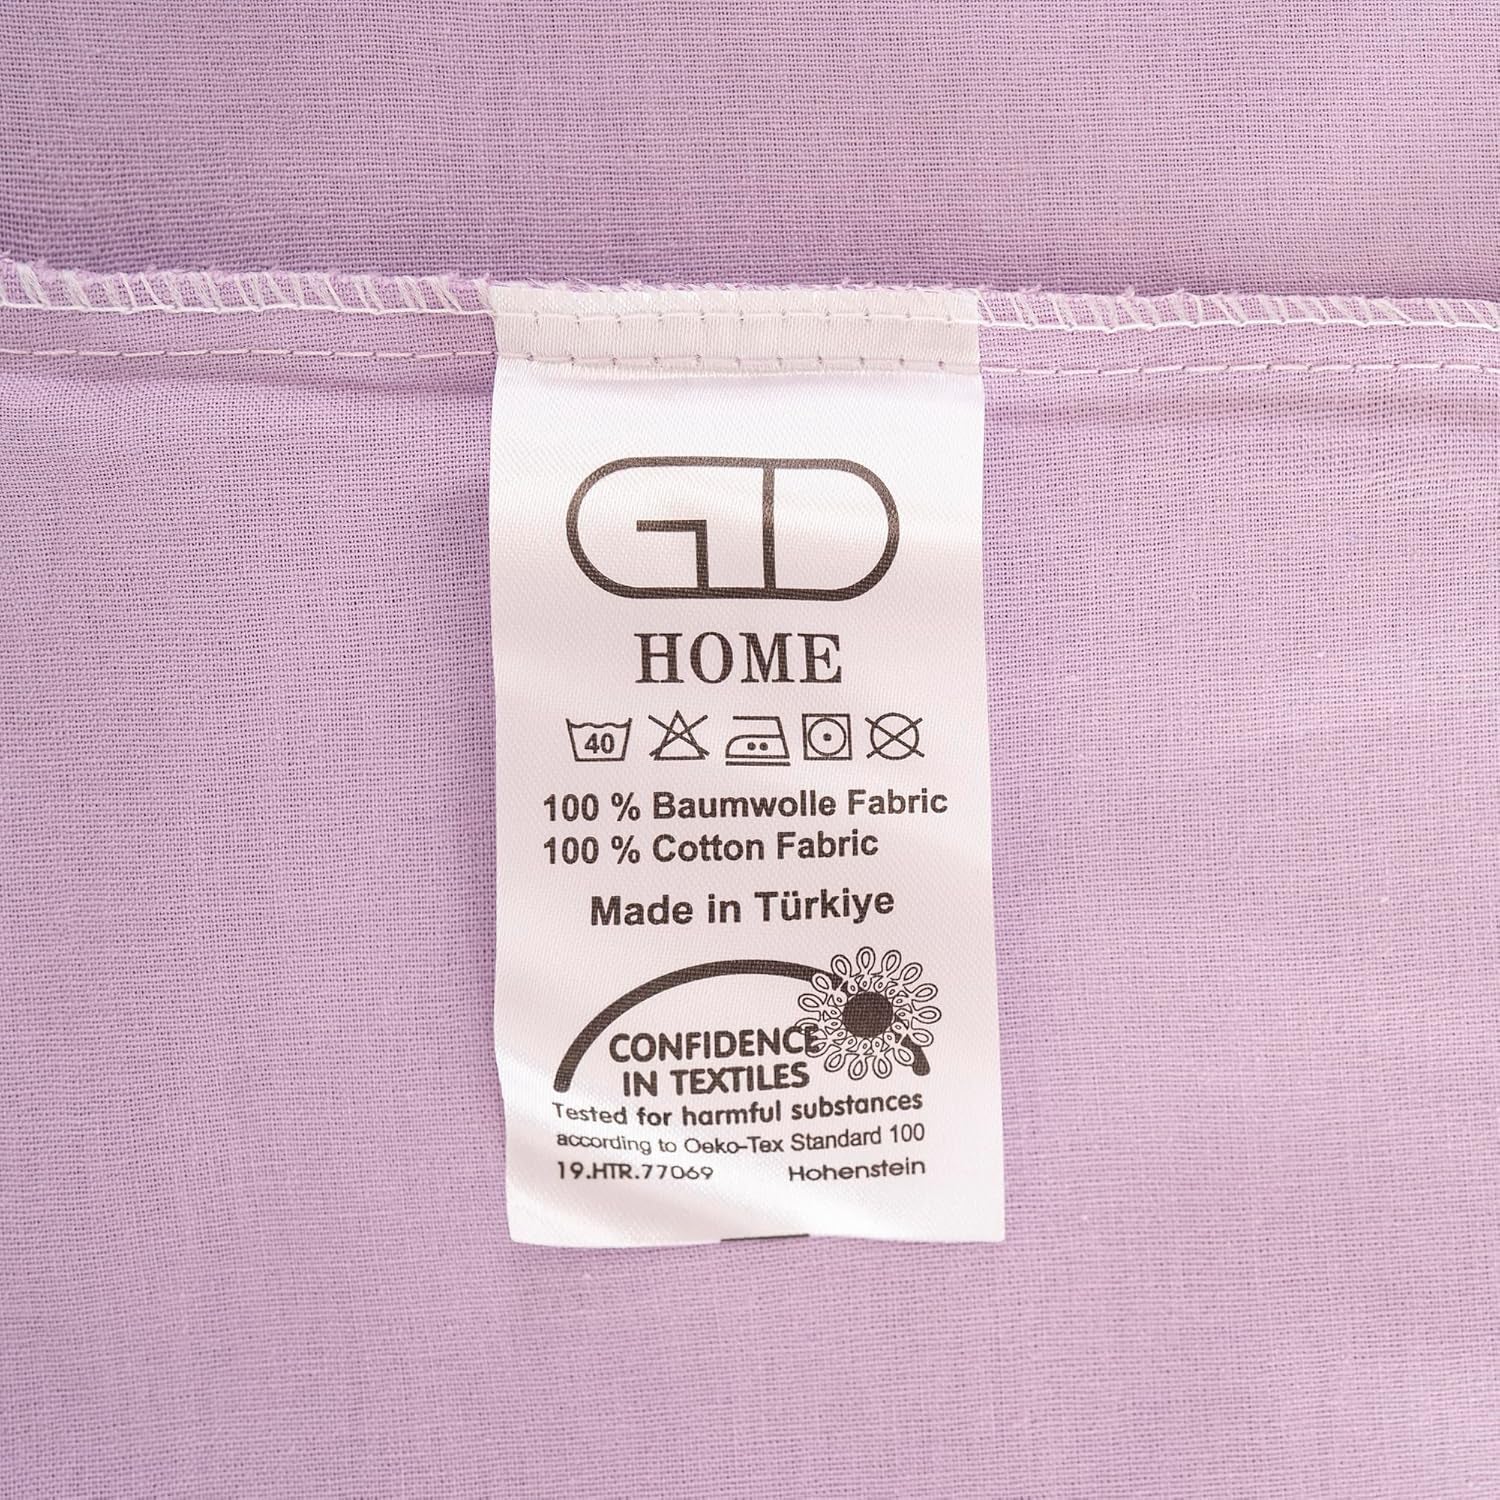 GD
HOME
40
100 % Baumwolle Fabric
100 % Cotton Fabric
Made in Türkiye
CONFIDENCE
IN TEXTILES
Tested for harmful substances
according to Oeko-Tex Standard 100
19.HTR.77069 Hohenstein